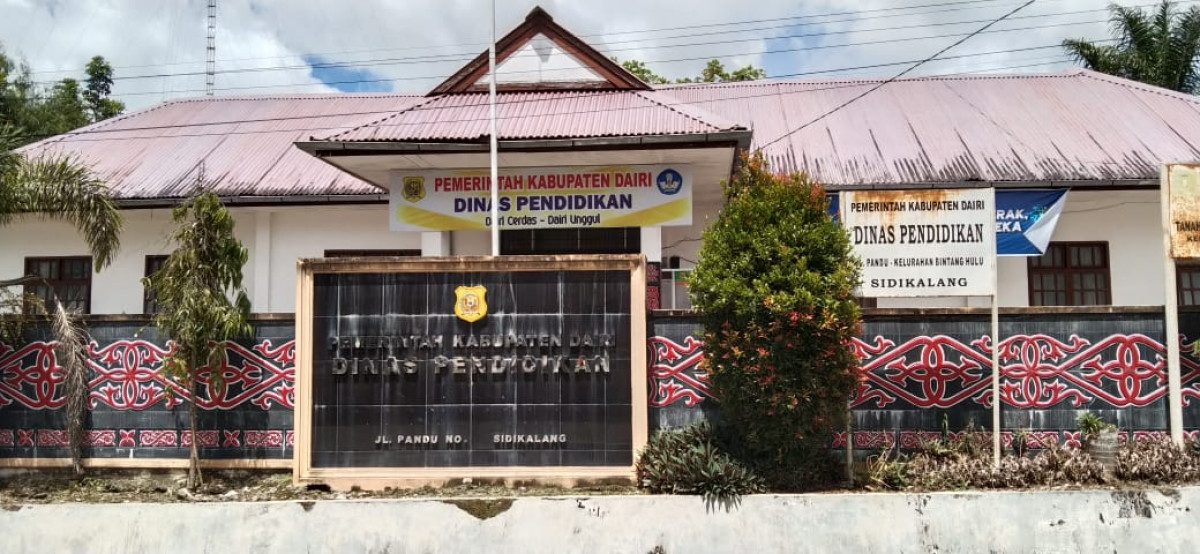 PEMERINTAH KABUPATEN DAIRI
DINAS PENDIDIKAN
Dairi Cerdas - Dairi Unggul
PEMERINTAH KABUPATEN DAIRI
DINAS PENDIDIKAN
JL. PANDU NO. SIDIKALANG
PEMERINTAH KABUPATEN DAIRI
DINAS PENDIDIKAN
PANDU - KELURAHAN BINTANG HULU
SIDIKALANG
TANAH